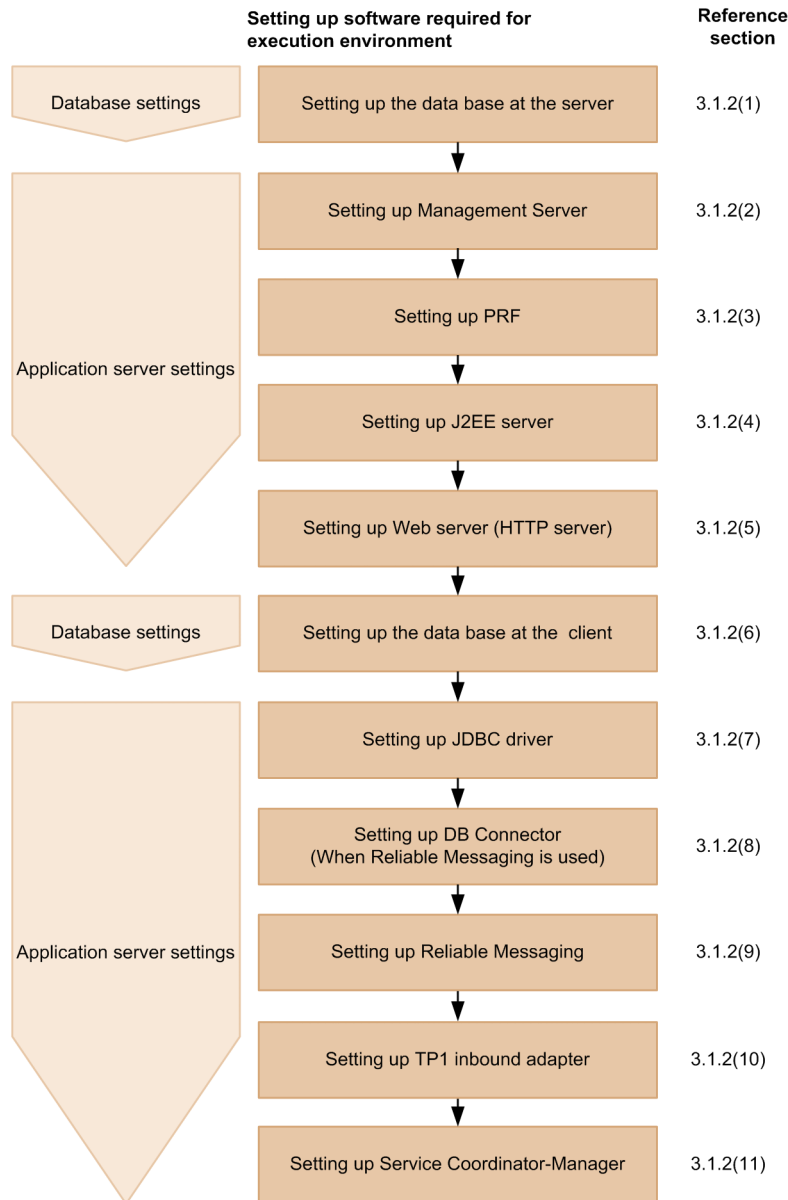 Setting up software required for
execution environment
Reference
section
Database settings
Setting up the data base at the server
3.1.2(1)
Setting up Management Server
3.1.2(2)
Setting up PRF
3.1.2(3)
Application server settings
Setting up J2EE server
3.1.2(4)
Setting up Web server (HTTP server)
3.1.2(5)
Database settings
Setting up the data base at the client
3.1.2(6)
Setting up JDBC driver
3.1.2(7)
Setting up DB Connector
(When Reliable Messaging is used)
3.1.2(8)
Application server settings
Setting up Reliable Messaging
3.1.2(9)
Setting up TP1 inbound adapter
3.1.2(10)
Setting up Service Coordinator-Manager
3.1.2(11)